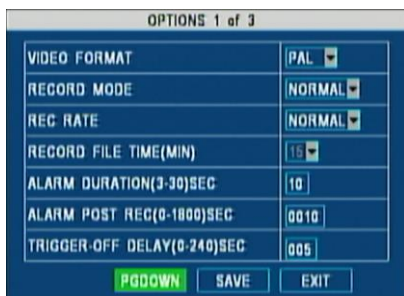 OPTIONS 1 of 3
VIDEO FORMAT PAL
RECORD MODE NORMAL
REC RATE NORMAL
RECORD FILE TIME(MIN) 15
ALARM DURATION(3-30)SEC 10
ALARM POST REC(0-1800)SEC 0010
TRIGGER-OFF DELAY(0-240)SEC 005
PGDOWN SAVE EXIT